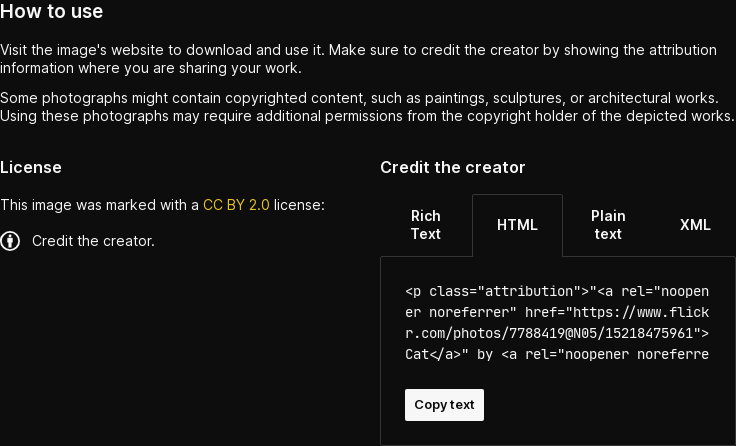 How to use
Visit the image's website to download and use it. Make sure to credit the creator by showing the attribution
information where you are sharing your work.
Some photographs might contain copyrighted content, such as paintings, sculptures, or architectural works.
Using these photographs may require additional permissions from the copyright holder of the depicted works.
License
This image was marked with a CC BY 2.0 license:
Credit the creator.
Credit the creator
Rich
Text
HTML
Plain
text
XML
<p class="attribution">"<a rel="noopen
er noreferrer" href="https://www.flick
r.com/photos/7788419@N05/15218475961">
Cat</a>" by <a rel="noopener noreferre
Copy text